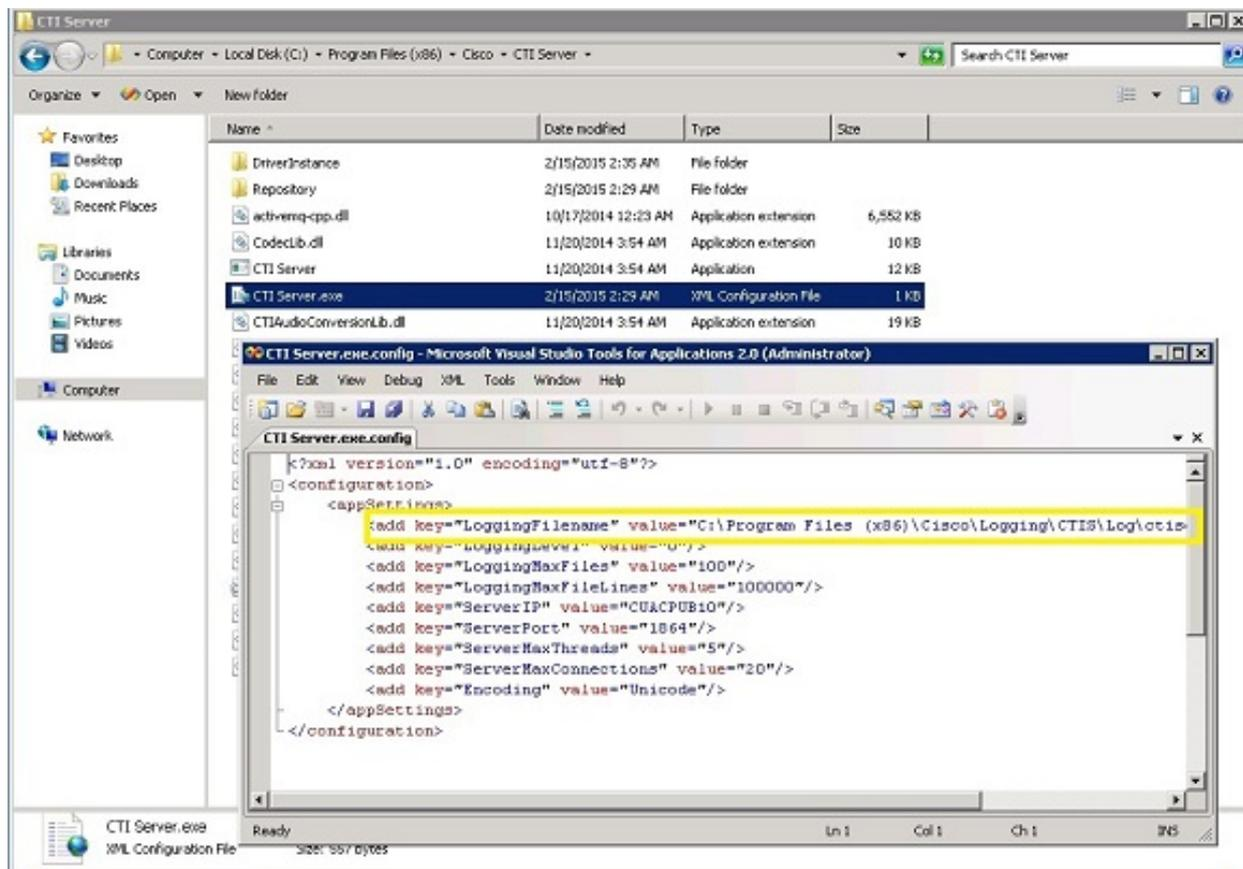 CTI Server
Computer Local Disk (C:) Program Files (x86) Cisco CTI Server
Search CTI Server
Organize Open New folder
Favorites
Desktop
Downloads
Recent Places
Libraries
Documents
Music
Pictures
Videos
Computer
Network
Name Date modified Type Size
DriverInstance 2/15/2015 2:35 AM File folder
Repository 2/15/2015 2:29 AM File folder
activemq-cpp.dll 10/17/2014 12:23 AM Application extension 6,552 KB
CodecLib.dll 11/20/2014 3:54 AM Application extension 10 KB
CTI Server 11/20/2014 3:54 AM Application 12 KB
CTI Server.exe 2/15/2015 2:29 AM XML Configuration File 1 KB
CTIAudioConversionLib.dll 11/20/2014 3:54 AM Application extension 19 KB
CTI Server.exe.config - Microsoft Visual Studio Tools for Applications 2.0 (Administrator)
File Edit View Debug XML Tools Window Help
CTI Server.exe.config
<?xml version="1.0" encoding="utf-8"?>
<configuration>
<appSettings>
<add key="LoggingFilename" value="C:\Program Files (x86)\Cisco\Logging\CTIS\Log\ctis
<add key="LoggingLevel" value="0"/>
<add key="LoggingMaxFiles" value="100"/>
<add key="LoggingMaxFileLines" value="100000"/>
<add key="ServerIP" value="CUACPUB10"/>
<add key="ServerPort" value="1864"/>
<add key="ServerMaxThreads" value="5"/>
<add key="ServerMaxConnections" value="20"/>
<add key="Encoding" value="Unicode"/>
</appSettings>
</configuration>
Ready Ln 1 Col 1 Ch 1 INS
CTI Server.exe
XML Configuration File Size: 557 bytes